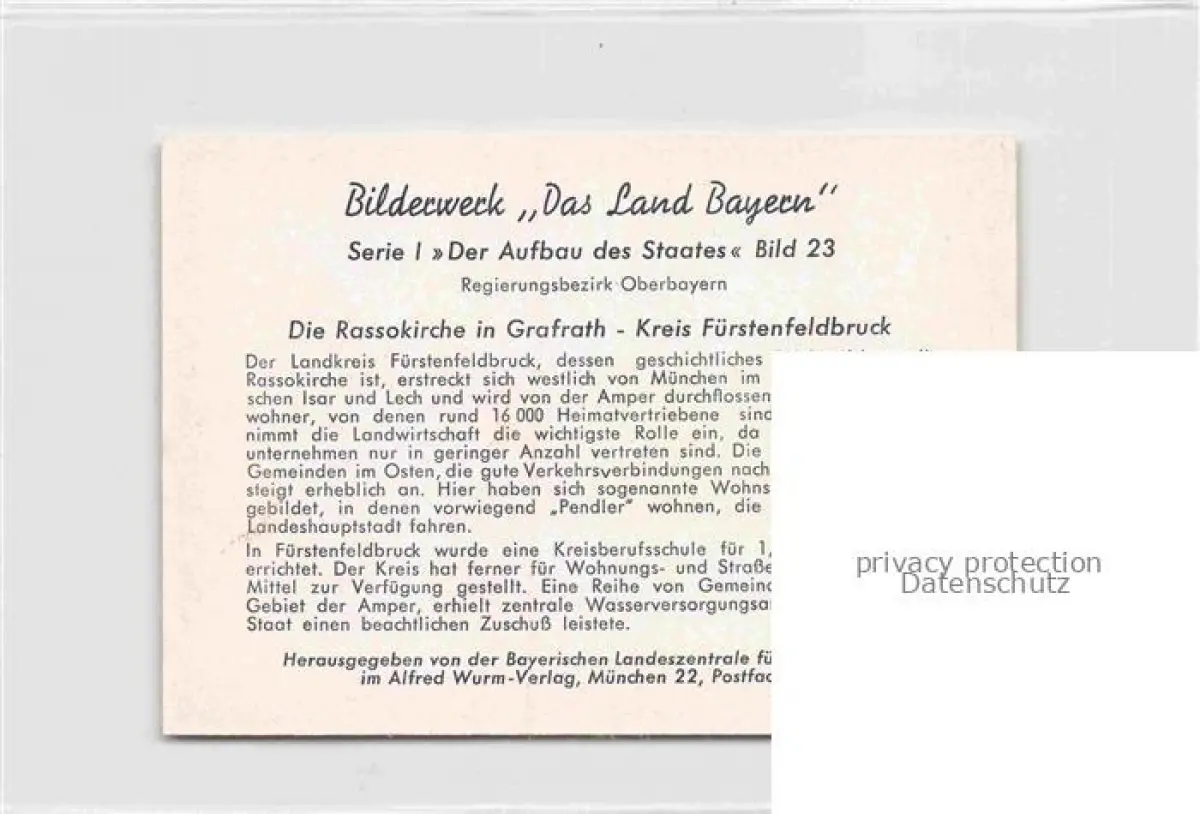 Bilderwerk „Das Land Bayern“
Serie I »Der Aufbau des Staates« Bild 23
Regierungsbezirk Oberbayern
Die Rassokirche in Grafrath - Kreis Fürstenfeldbruck
Der Landkreis Fürstenfeldbruck, dessen geschichtliches
Rassokirche ist, erstreckt sich westlich von München im
schen Isar und Lech und wird von der Amper durchflossen
wohner, von denen rund 16 000 Heimatvertriebene sind
nimmt die Landwirtschaft die wichtigste Rolle ein, da
unternehmen nur in geringer Anzahl vertreten sind. Die
Gemeinden im Osten, die gute Verkehrsverbindungen nach
steigt erheblich an. Hier haben sich sogenannte Wohns
gebildet, in denen vorwiegend „Pendler“ wohnen, die
Landeshauptstadt fahren.
In Fürstenfeldbruck wurde eine Kreisberufsschule für 1,
errichtet. Der Kreis hat ferner für Wohnungs- und Straße
Mittel zur Verfügung gestellt. Eine Reihe von Gemeind
Gebiet der Amper, erhielt zentrale Wasserversorgungsa
Staat einen beachtlichen Zuschuß leistete.
Herausgegeben von der Bayerischen Landeszentrale fü
im Alfred Wurm-Verlag, München 22, Postfac
privacy protection
Datenschutz